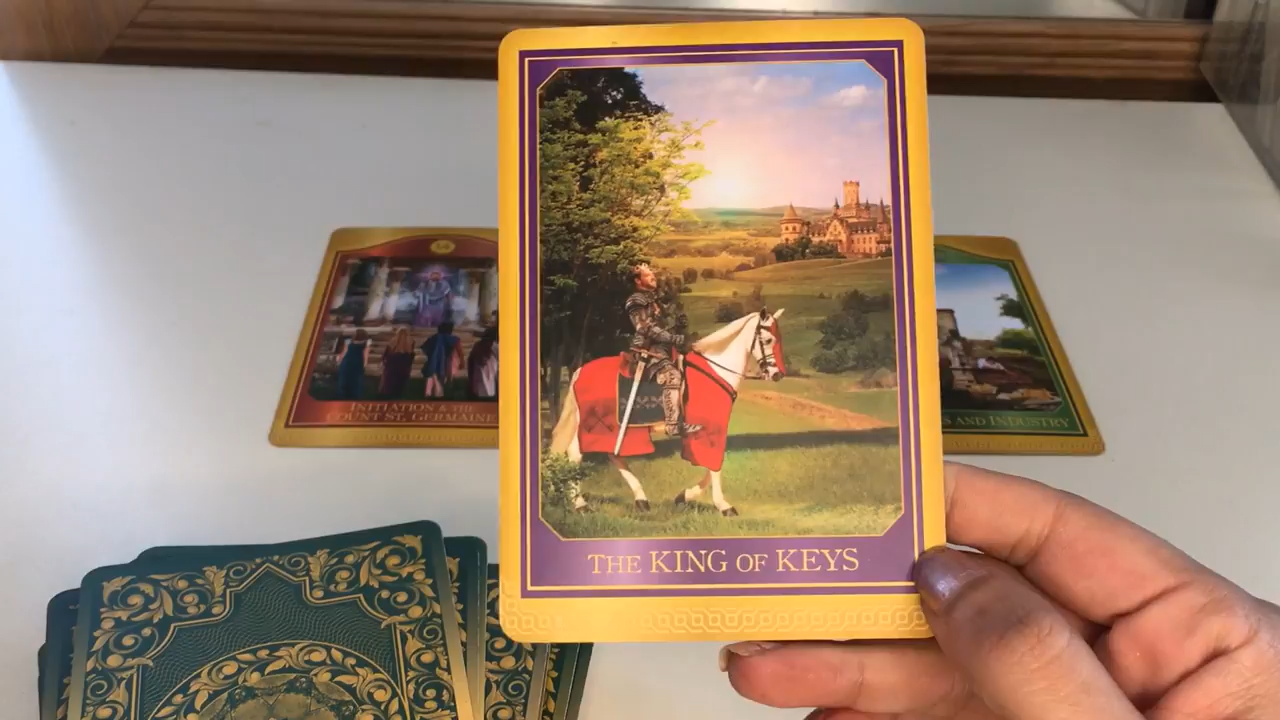 THE KING OF KEYS
INITIATION & THE
COUNT ST. GERMAINE
S AND INDUSTRY